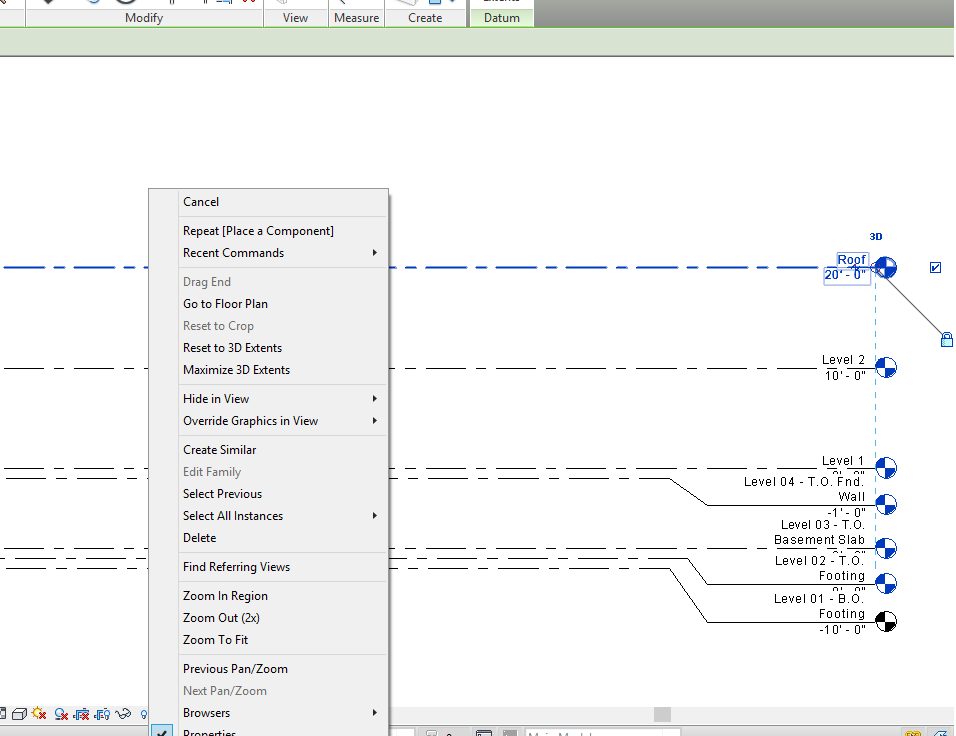 Modify
View
Measure
Create
Datum
Cancel
Repeat [Place a Component]
Recent Commands
Drag End
Go to Floor Plan
Reset to Crop
Reset to 3D Extents
Maximize 3D Extents
Hide in View
Override Graphics in View
Create Similar
Edit Family
Select Previous
Select All Instances
Delete
Find Referring Views
Zoom In Region
Zoom Out (2x)
Zoom To Fit
Previous Pan/Zoom
Next Pan/Zoom
Browsers
Properties
3D
Roof
20' - 0"
Level 2
10' - 0"
Level 1
Level 04 - T.O. Fnd.
Wall
-1' - 0"
Level 03 - T.O.
Basement Slab
Level 02 - T.O.
Footing
Level 01 - B.O.
Footing
-10' - 0"